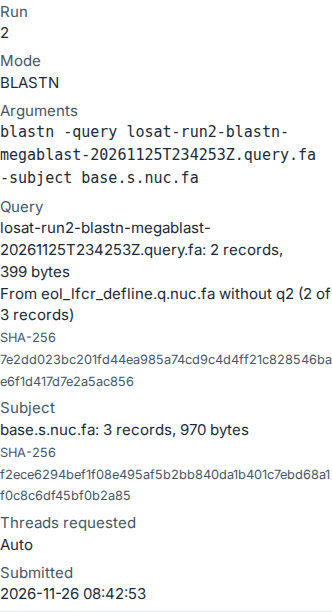 Run
2
Mode
BLASTN
Arguments
blastn -query losat-run2-blastn-
megablast-20261125T234253Z.query.fa
-subject base.s.nuc.fa
Query
losat-run2-blastn-megablast-
20261125T234253Z.query.fa: 2 records,
399 bytes
From eol_lfcr_defline.q.nuc.fa without q2 (2 of
3 records)
SHA-256
7e2dd023bc201fd44ea985a74cd9c4d4ff21c828546ba
e6f1d417d7e2a5ac856
Subject
base.s.nuc.fa: 3 records, 970 bytes
SHA-256
f2ece6294bef1f08e495af5b2bb840da1b401c7ebd68a1
f0c8c6df45bf0b2a85
Threads requested
Auto
Submitted
2026-11-26 08:42:53